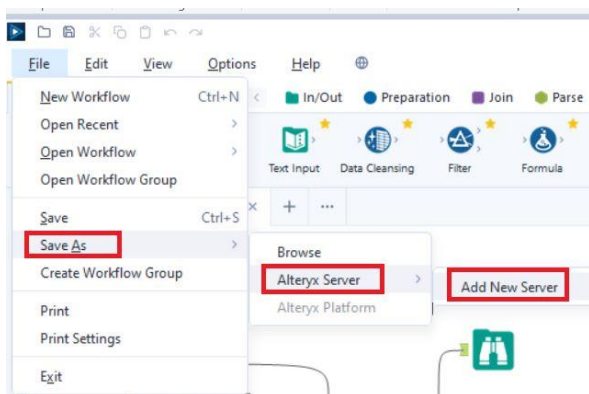 File Edit View Options Help
New Workflow Ctrl+N
Open Recent
Open Workflow
Open Workflow Group
Save Ctrl+S
Save As
Create Workflow Group
Print
Print Settings
Exit
In/Out Preparation Join Parse
Text Input Data Cleansing Filter Formula
Browse
Alteryx Server
Alteryx Platform
Add New Server